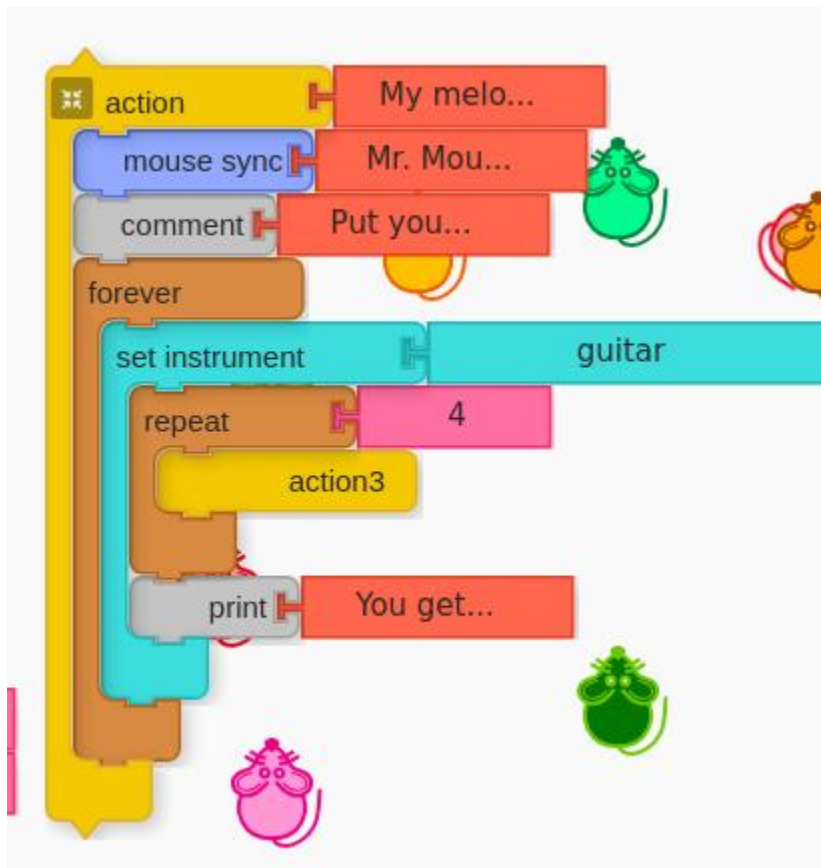 action My melo...
mouse sync Mr. Mou...
comment Put you...
forever
set instrument guitar
repeat 4
action3
print You get...